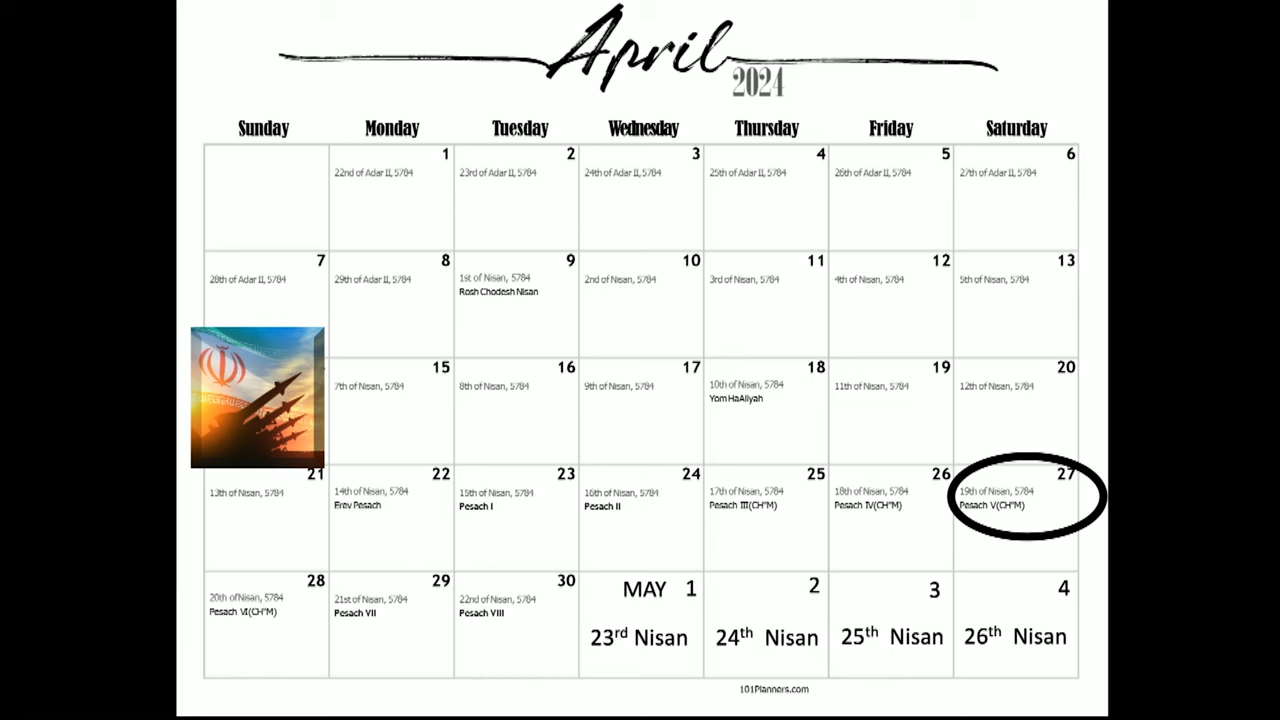 April
2024
Sunday Monday Tuesday Wednesday Thursday Friday Saturday
1 2 3 4 5 6
22nd of Adar II, 5784 23rd of Adar II, 5784 24th of Adar II, 5784 25th of Adar II, 5784 26th of Adar II, 5784 27th of Adar II, 5784
7 8 9 10 11 12 13
28th of Adar II, 5784 29th of Adar II, 5784 1st of Nisan, 5784 2nd of Nisan, 5784 3rd of Nisan, 5784 4th of Nisan, 5784 5th of Nisan, 5784
Rosh Chodesh Nisan
15 16 17 18 19 20
7th of Nisan, 5784 8th of Nisan, 5784 9th of Nisan, 5784 10th of Nisan, 5784 11th of Nisan, 5784 12th of Nisan, 5784
Yom HaAliyah
21 22 23 24 25 26 27
13th of Nisan, 5784 14th of Nisan, 5784 15th of Nisan, 5784 16th of Nisan, 5784 17th of Nisan, 5784 18th of Nisan, 5784 19th of Nisan, 5784
Erev Pesach Pesach I Pesach II Pesach III(CH"M) Pesach IV(CH"M) Pesach V(CH"M)
28 29 30 MAY 1 2 3 4
20th of Nisan, 5784 21st of Nisan, 5784 22nd of Nisan, 5784
Pesach VI(CH"M) Pesach VII Pesach VIII
23rd Nisan 24th Nisan 25th Nisan 26th Nisan
101Planners.com